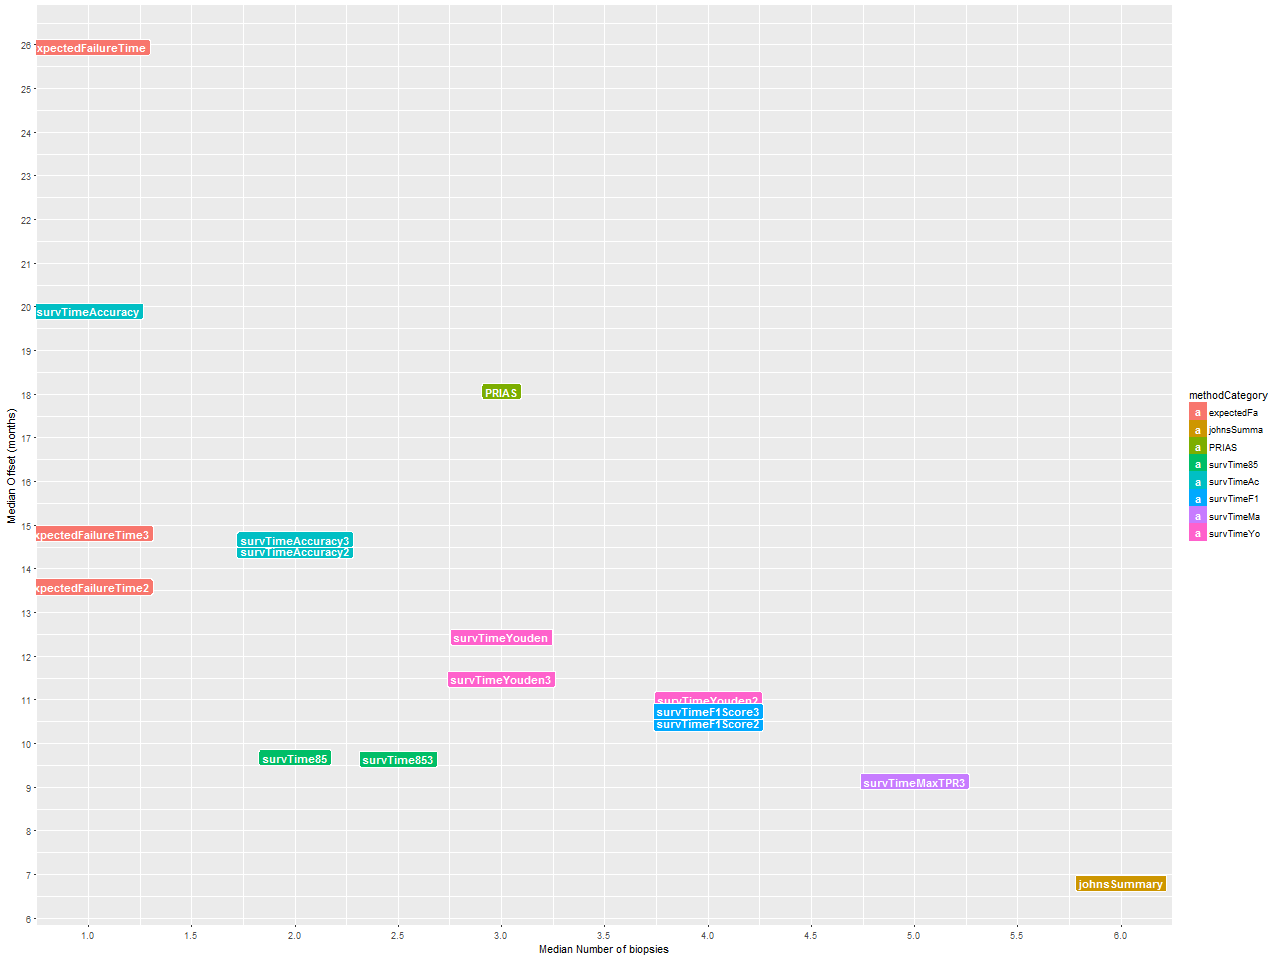 26
25
24
23
22
21
20
19
18
17
16
15
14
13
12
11
10
9
8
7
6
Median Offset (months)
xpectedFailureTime
survTimeAccuracy
PRIAS
xpectedFailureTime3
survTimeAccuracy3
survTimeAccuracy2
xpectedFailureTime2
survTimeYouden
survTimeYouden3
survTimeYouden2
survTimeF1Score3
survTimeF1Score2
survTime85
survTime853
survTimeMaxTPR3
johnsSummary
1.0 1.5 2.0 2.5 3.0 3.5 4.0 4.5 5.0 5.5 6.0
Median Number of biopsies
methodCategory
a expectedFa
a johnsSumma
a PRIAS
a survTime85
a survTimeAc
a survTimeF1
a survTimeMa
a survTimeYo